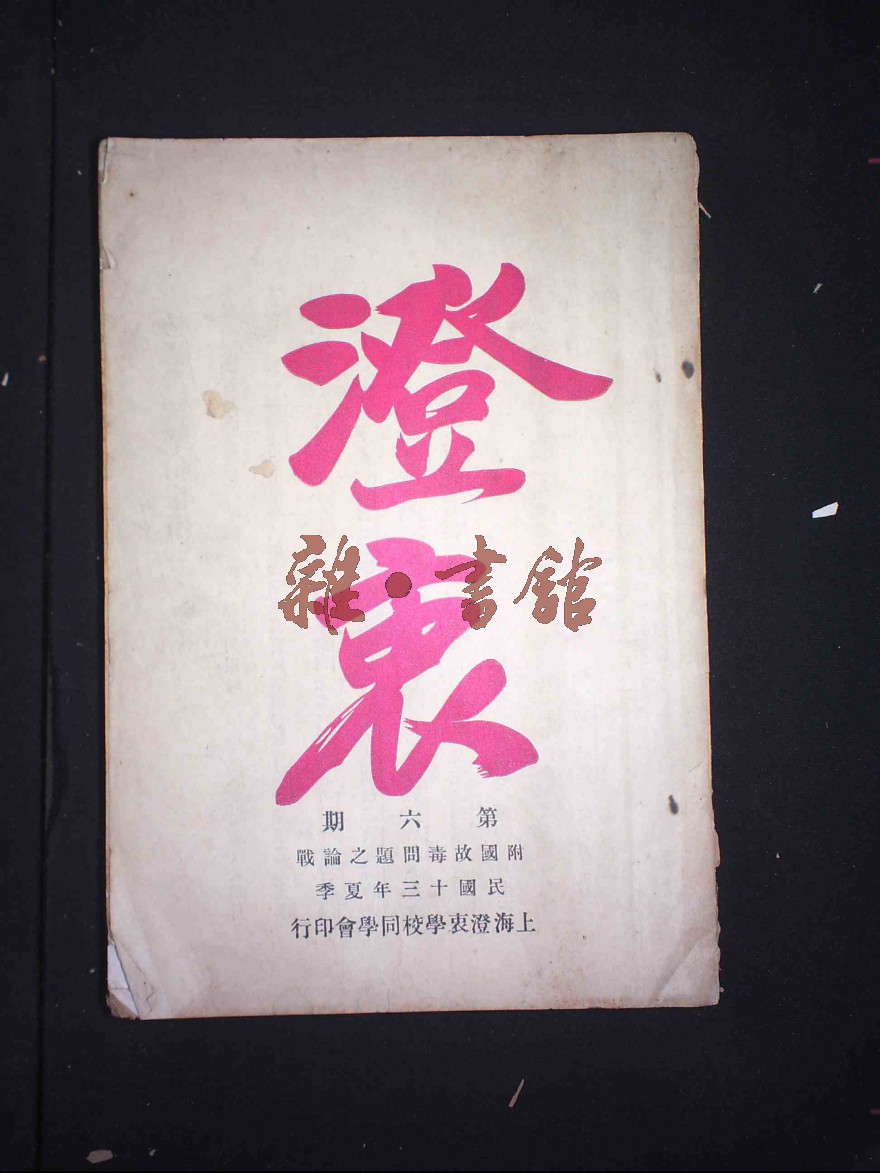 澄衷
雜·書館
第六期
附國故毒問題之論戰
民國十三年夏季
上海澄衷學校同學會印行